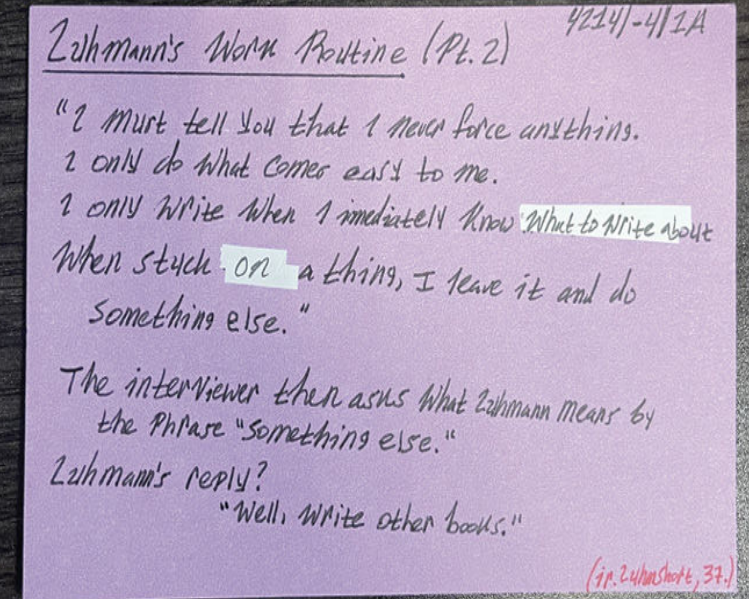 4214/-4/1A
Luhmann's Work Routine (Pt. 2)
"I must tell you that I never force anything.
I only do what comes easy to me.
I only write when I imediately know what to write about
When stuck on a thing, I leave it and do
something else."
The interviewer then asks what Luhmann means by
the phrase "something else."
Luhmann's reply?
"Well, write other books."
(ir. Luhmshort, 37.)